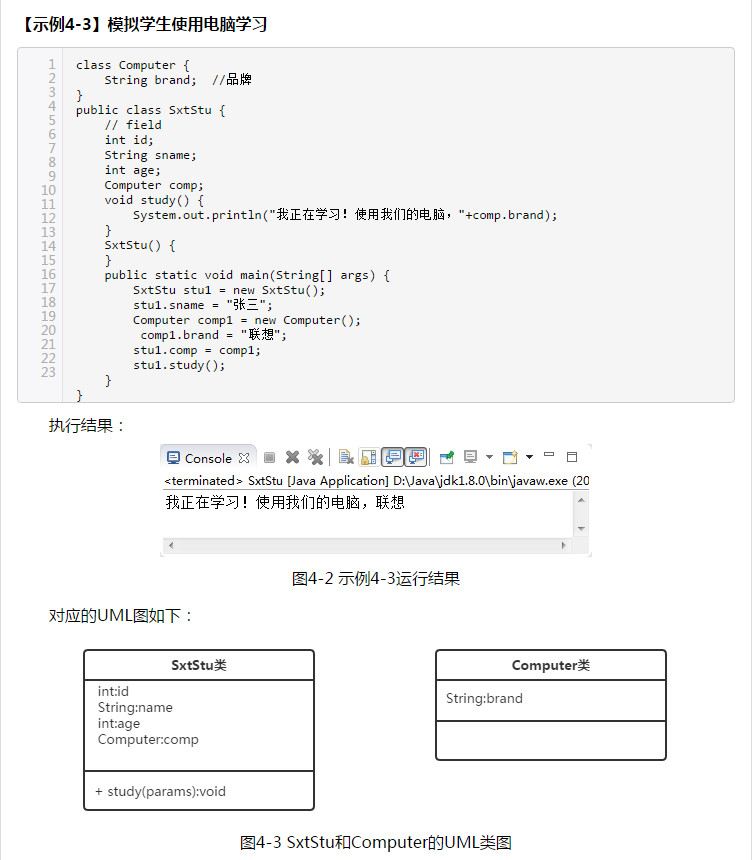 【示例4-3】模拟学生使用电脑学习
1
2
3
4
5
6
7
8
9
10
11
12
13
14
15
16
17
18
19
20
21
22
23
class Computer {
    String brand;  //品牌
}
public class SxtStu {
    // field
    int id;
    String sname;
    int age;
    Computer comp;
    void study() {
        System.out.println("我正在学习！使用我们的电脑，"+comp.brand);
    }
    SxtStu() {
    }
    public static void main(String[] args) {
        SxtStu stu1 = new SxtStu();
        stu1.sname = "张三";
        Computer comp1 = new Computer();
         comp1.brand = "联想";
        stu1.comp = comp1;
        stu1.study();
    }
}
执行结果：
Console
<terminated> SxtStu [Java Application] D:\Java\jdk1.8.0\bin\javaw.exe (20
我正在学习！使用我们的电脑，联想
图4-2 示例4-3运行结果
对应的UML图如下：
SxtStu类
int:id
String:name
int:age
Computer:comp
+ study(params):void
Computer类
String:brand
图4-3 SxtStu和Computer的UML类图